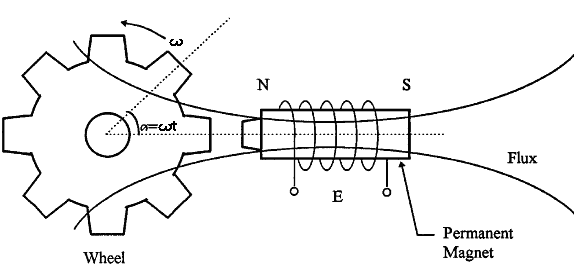 ω
N
S
α=ωt
Flux
E
Permanent
Magnet
Wheel